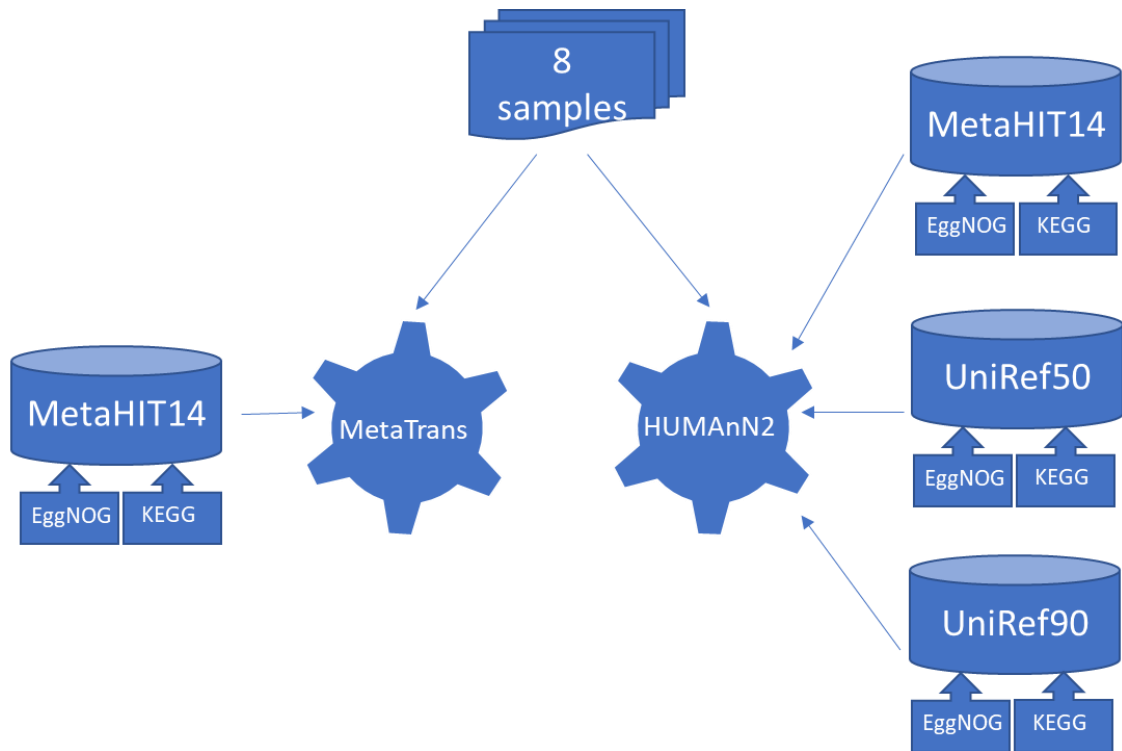 8
samples
MetaHIT14
EggNOG
KEGG
MetaHIT14
EggNOG
KEGG
MetaTrans
HUMAnN2
UniRef50
EggNOG
KEGG
UniRef90
EggNOG
KEGG